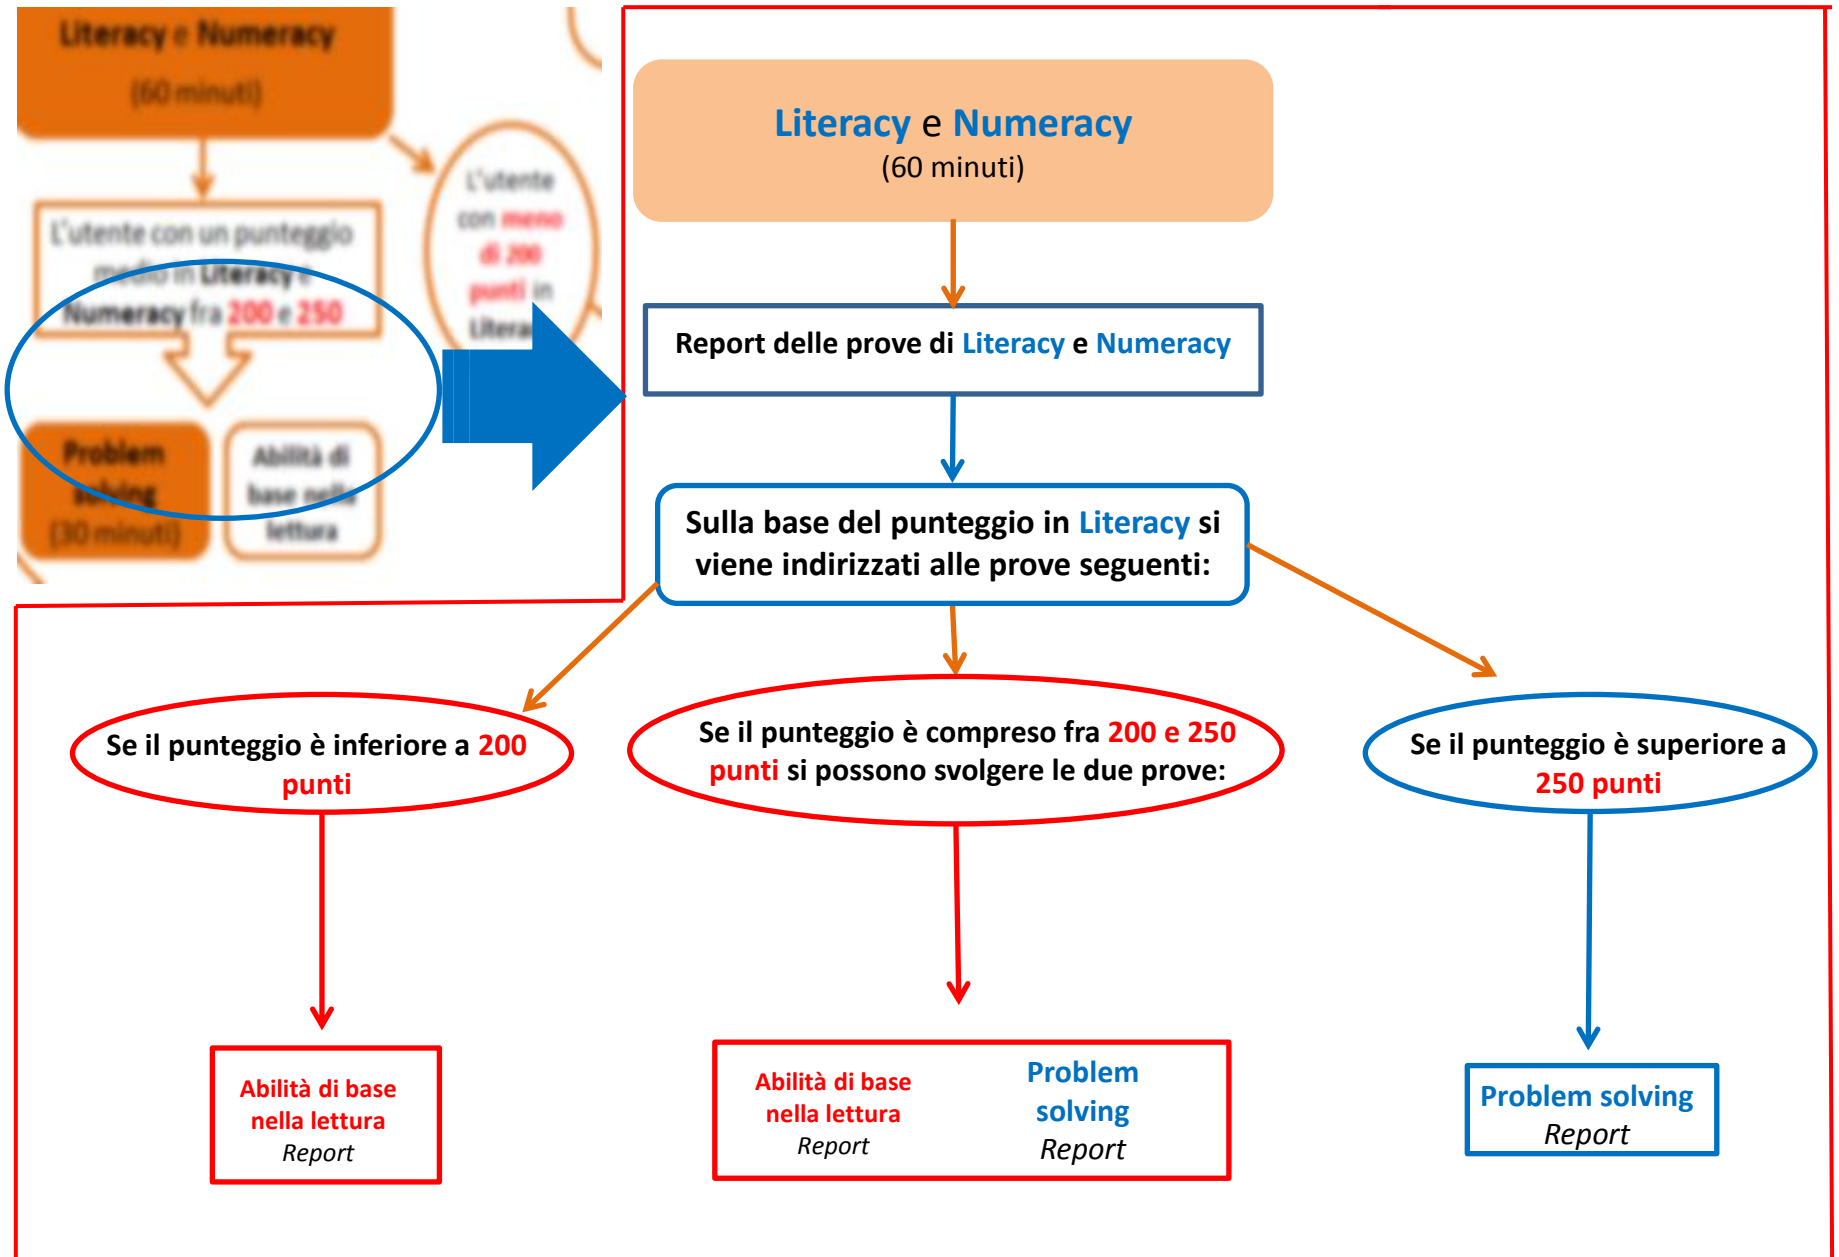 Literacy e Numeracy
(60 minuti)
L'utente con un punteggio
medio in Literacy e
Numeracy fra 200 e 250
L'utente
con meno
di 200
punti in
Problem
solving
(30 minuti)
Abilità di
base nella
lettura
Literacy e Numeracy
(60 minuti)
Report delle prove di Literacy e Numeracy
Sulla base del punteggio in Literacy si
viene indirizzati alle prove seguenti:
Se il punteggio è inferiore a 200
punti
Se il punteggio è compreso fra 200 e 250
punti si possono svolgere le due prove:
Se il punteggio è superiore a
250 punti
Abilità di base
nella lettura
Report
Abilità di base
nella lettura
Report
Problem
solving
Report
Problem solving
Report